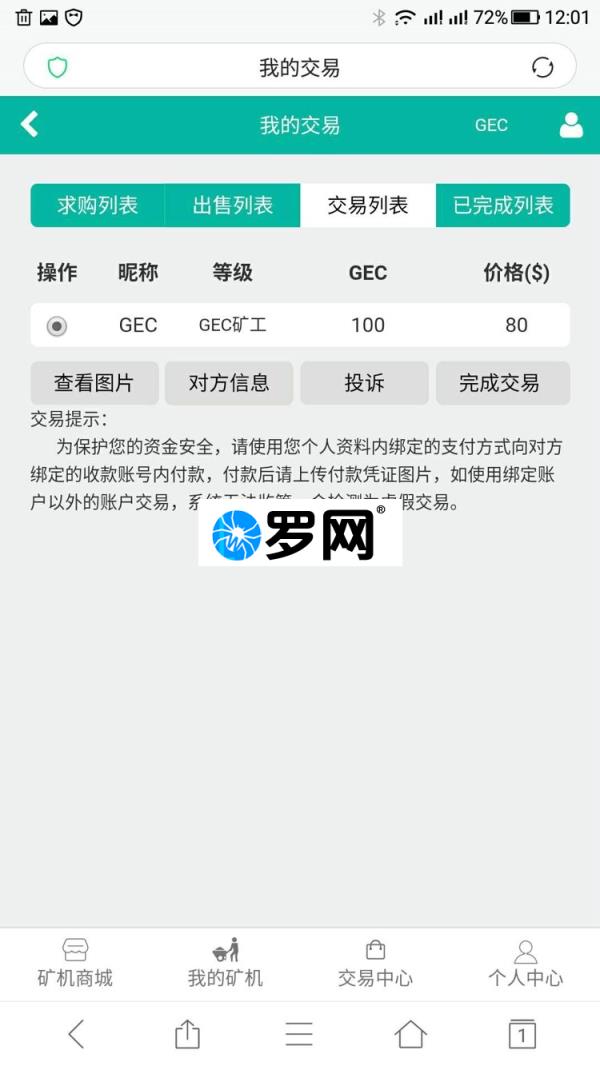 72% 12:01
我的交易
我的交易 GEC
求购列表 出售列表 交易列表 已完成列表
操作 昵称 等级 GEC 价格($)
GEC GEC矿工 100 80
查看图片 对方信息 投诉 完成交易
交易提示：
为保护您的资金安全，请使用您个人资料内绑定的支付方式向对方
绑定的收款账号内付款，付款后请上传付款凭证图片，如使用绑定账
户以外的账户交易，系统无法监管，会检测为虚假交易。
罗网®
矿机商城 我的矿机 交易中心 个人中心
1